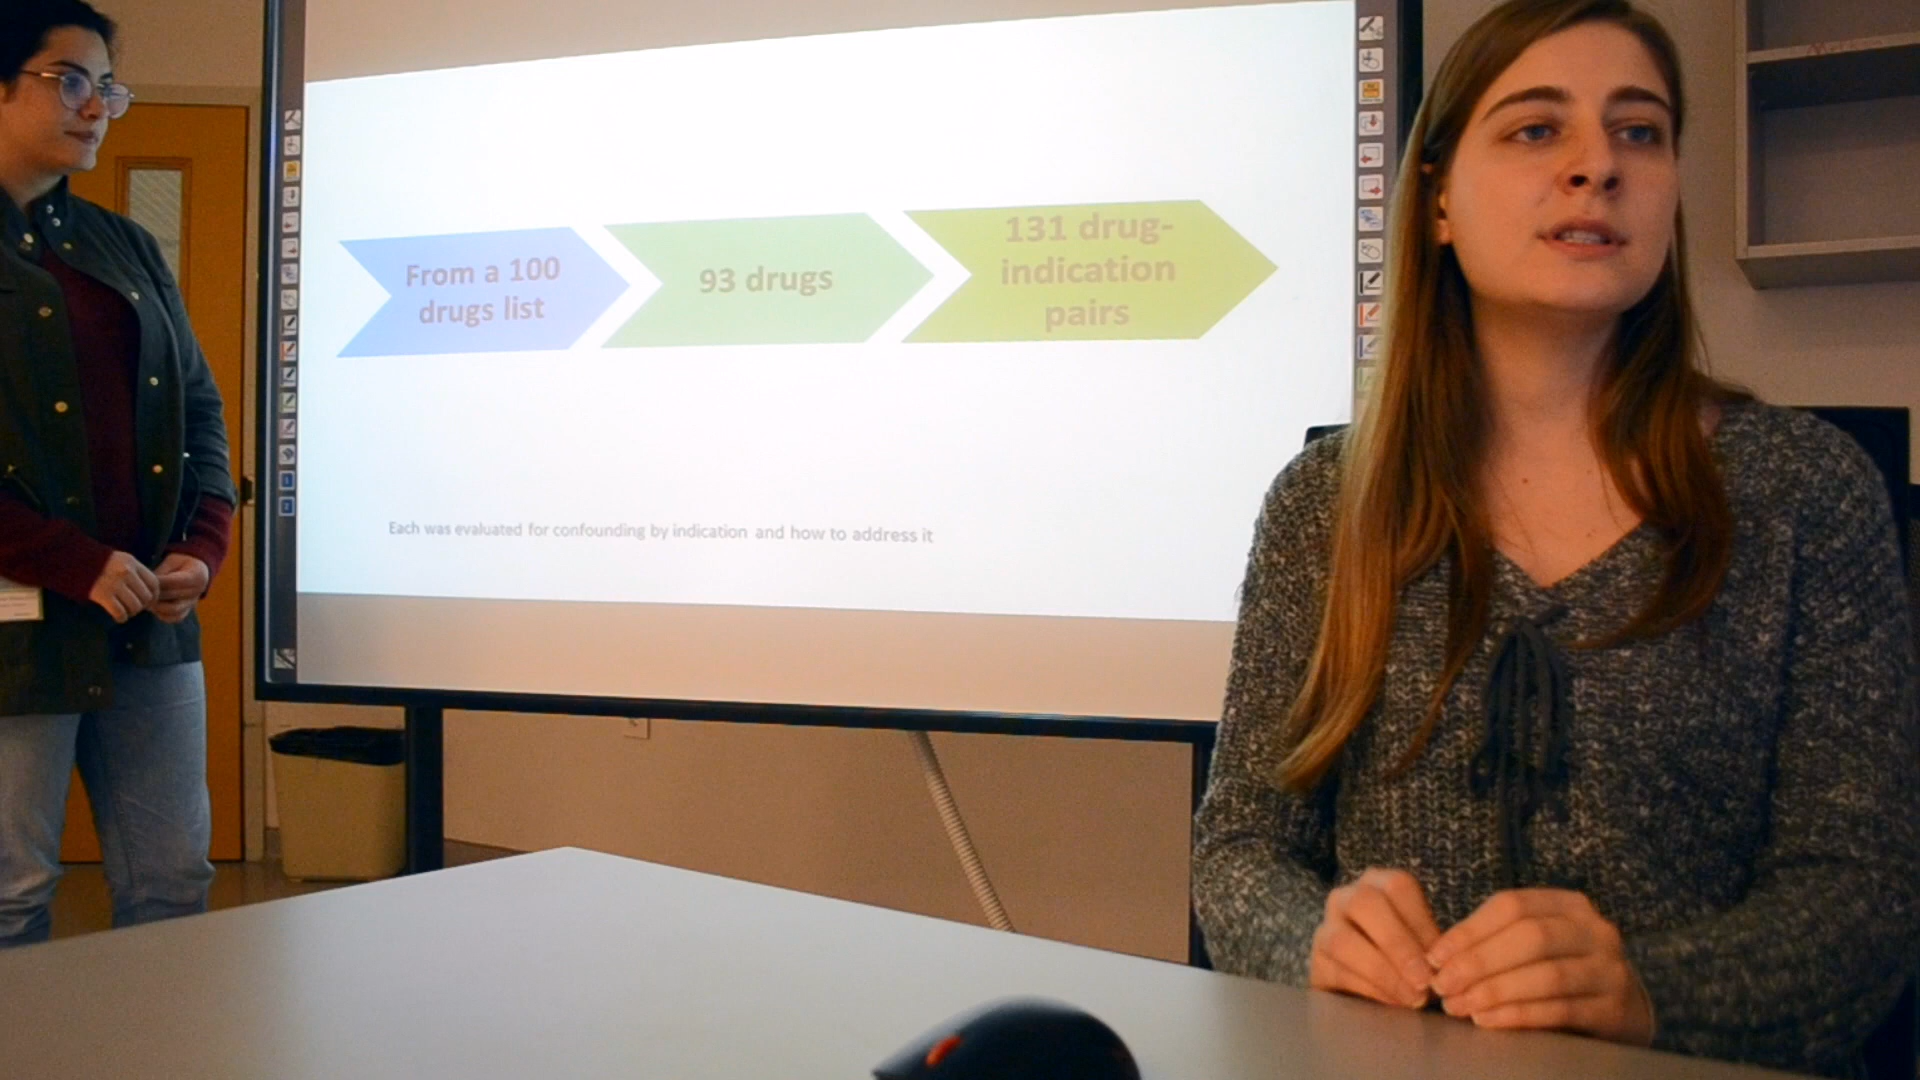 From a 100
drugs list
93 drugs
131 drug-
indication
pairs
Each was evaluated for confounding by indication and how to address it